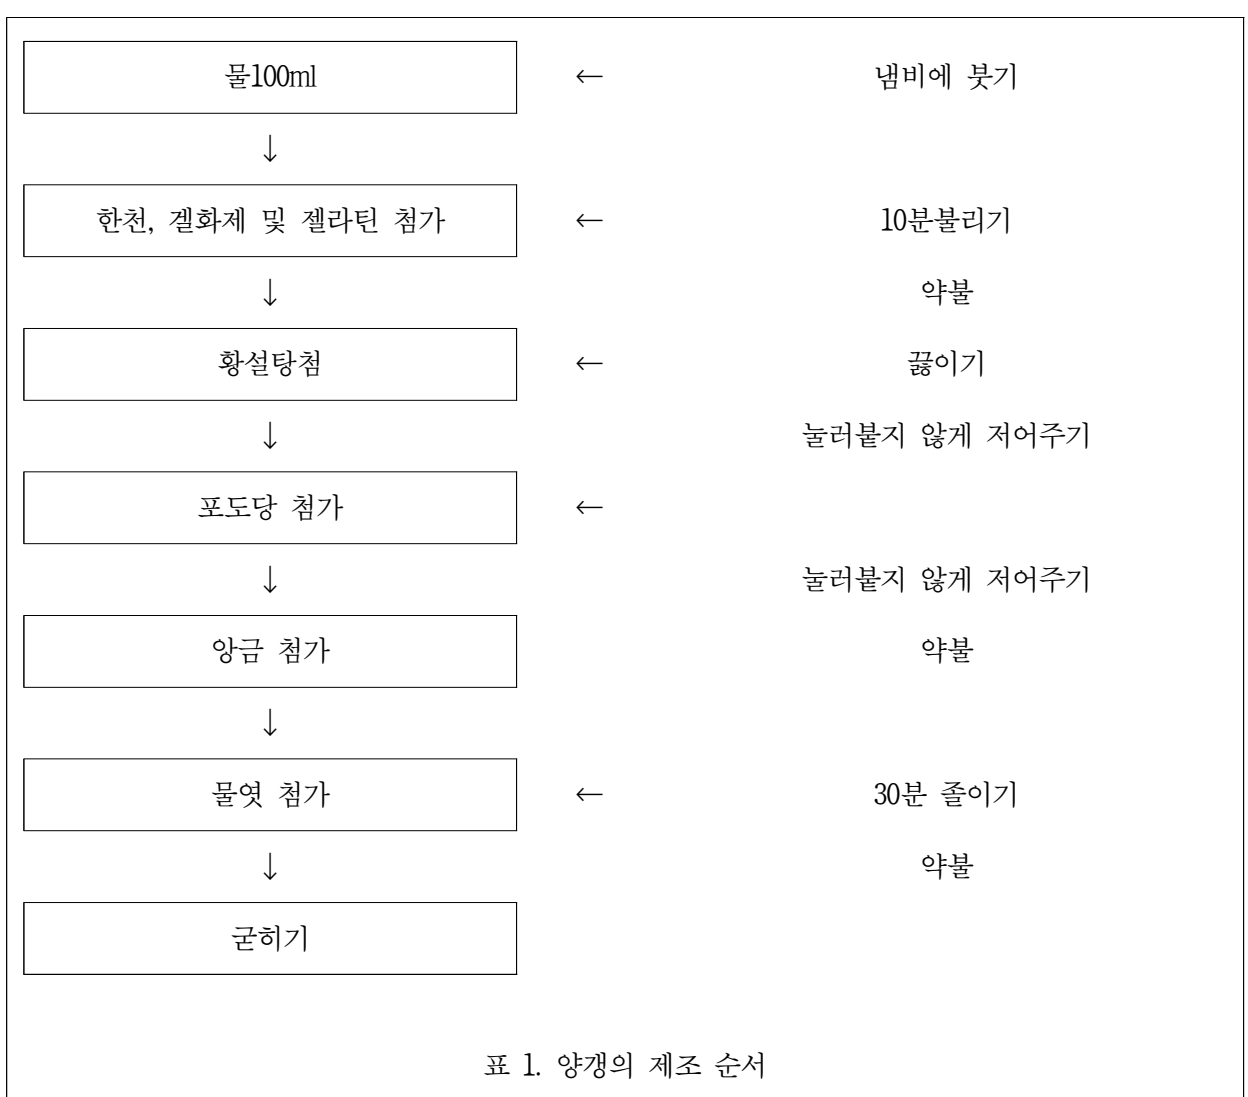 물100ml ← 냄비에 붓기
↓
한천, 겔화제 및 젤라틴 첨가 ← 10분불리기
↓ 약불
황설탕첨 ← 끓이기
↓ 눌러붙지 않게 저어주기
포도당 첨가 ←
↓ 눌러붙지 않게 저어주기
앙금 첨가 약불
↓
물엿 첨가 ← 30분 졸이기
↓ 약불
굳히기
표 1. 양갱의 제조 순서